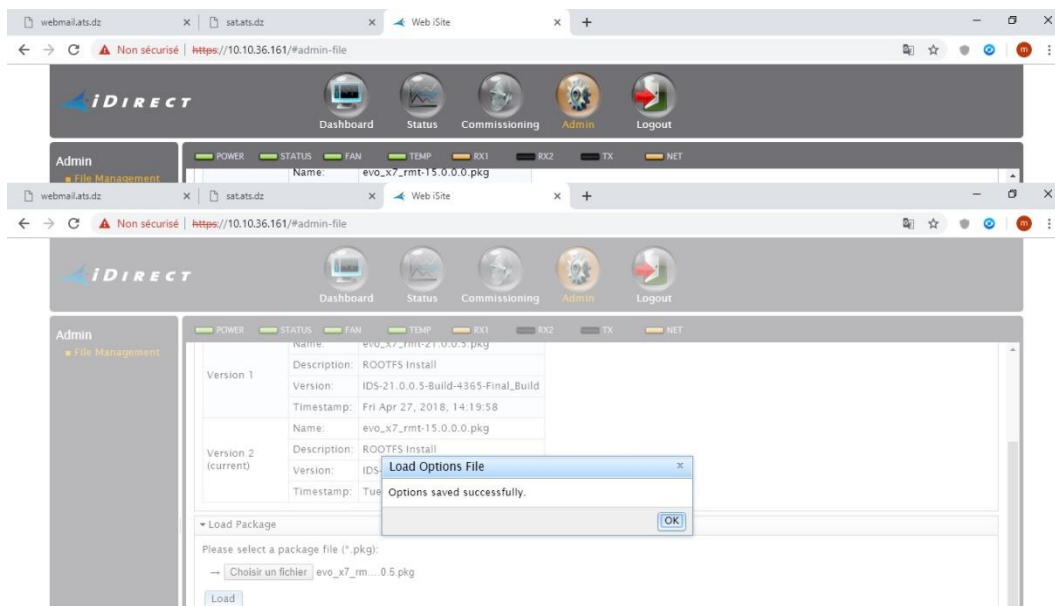 webmail.ats.dz
sat.ats.dz
Web iSite
Non sécurisé | https://10.10.36.161/#admin-file
iDIRECT
Dashboard Status Commissioning Admin Logout
Admin
POWER STATUS FAN TEMP RX1 RX2 TX NET
File Management
Name: evo_x7_rmt-15.0.0.0.pkg
webmail.ats.dz
sat.ats.dz
Web iSite
Non sécurisé | https://10.10.36.161/#admin-file
m
iDIRECT
Dashboard Status Commissioning Admin Logout
Admin
POWER STATUS FAN TEMP RX1 RX2 TX NET
File Management
Name: evo_x7_rmt-21.0.0.5.pkg
Version 1
Description: ROOTFS Install
Version: IDS-21.0.0.5-Build-4365-Final_Build
Timestamp: Fri Apr 27, 2018, 14:19:58
Name: evo_x7_rmt-15.0.0.0.pkg
Version 2
(current)
Description: ROOTFS Install
Version: IDS-
Timestamp: Tue
Load Options File
Options saved successfully.
OK
Load Package
Please select a package file (*.pkg):
→ Choisir un fichier evo_x7_rm....0.5.pkg
Load